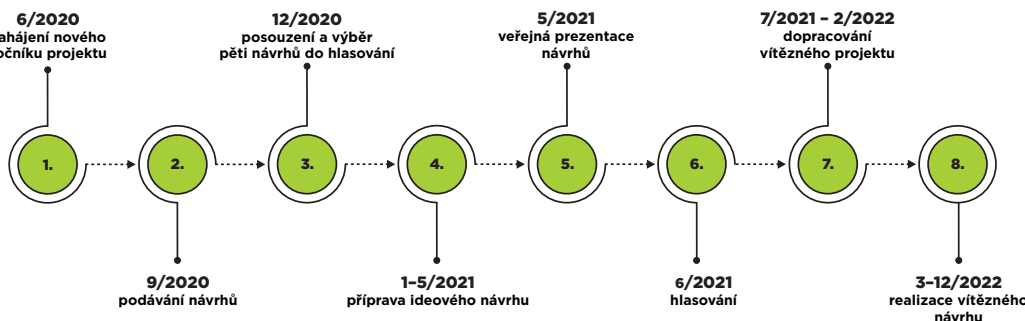 6/2020
ahájení nového
očníku projektu
12/2020
posouzení a výběr
pěti návrhů do hlasování
5/2021
veřejná prezentace
návrhů
7/2021 – 2/2022
dopracování
vítězného projektu
1.
2.
3.
4.
5.
6.
7.
8.
9/2020
podávání návrhů
1–5/2021
příprava ideového návrhu
6/2021
hlasování
3–12/2022
realizace vítězného
návrhu